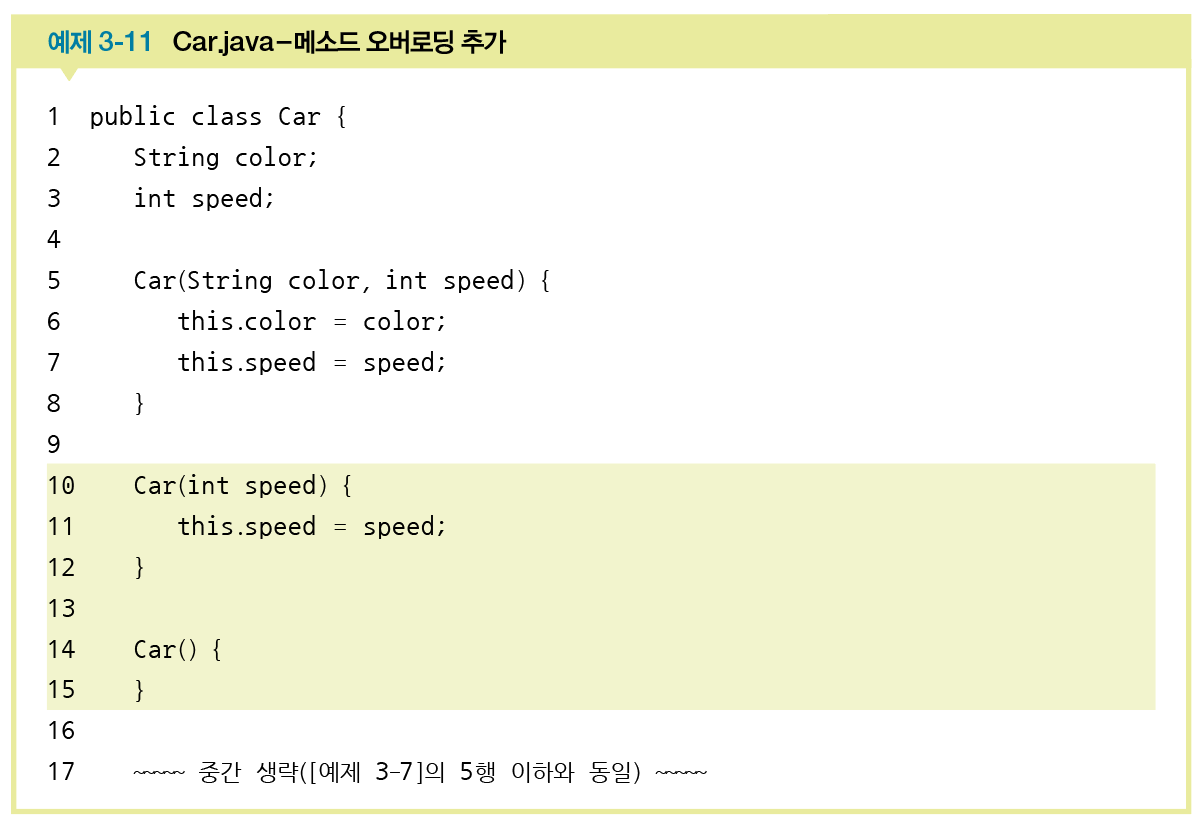 예제 3-11 Car.java-메소드 오버로딩 추가
1 public class Car {
2 String color;
3 int speed;
4
5 Car(String color, int speed) {
6 this.color = color;
7 this.speed = speed;
8 }
9
10 Car(int speed) {
11 this.speed = speed;
12 }
13
14 Car() {
15 }
16
17 ~~~~~ 중간 생략([예제 3-7]의 5행 이하와 동일) ~~~~~